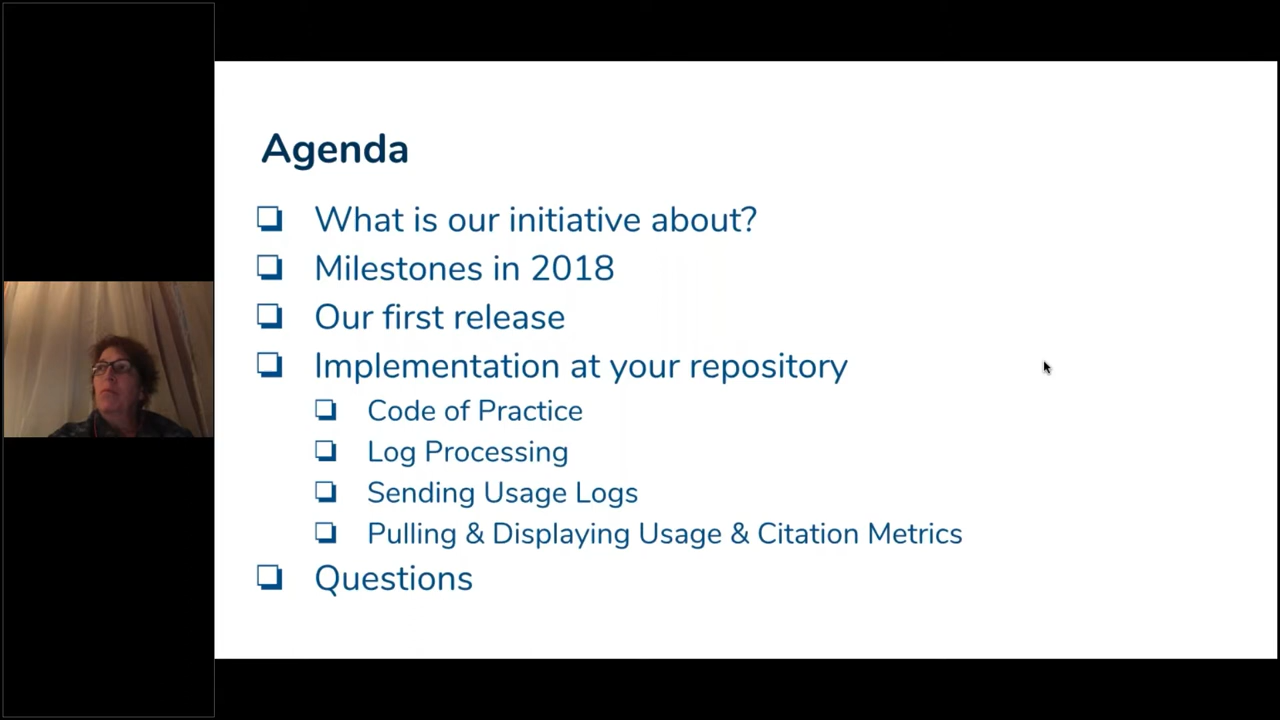 Agenda
What is our initiative about?
Milestones in 2018
Our first release
Implementation at your repository
Code of Practice
Log Processing
Sending Usage Logs
Pulling & Displaying Usage & Citation Metrics
Questions